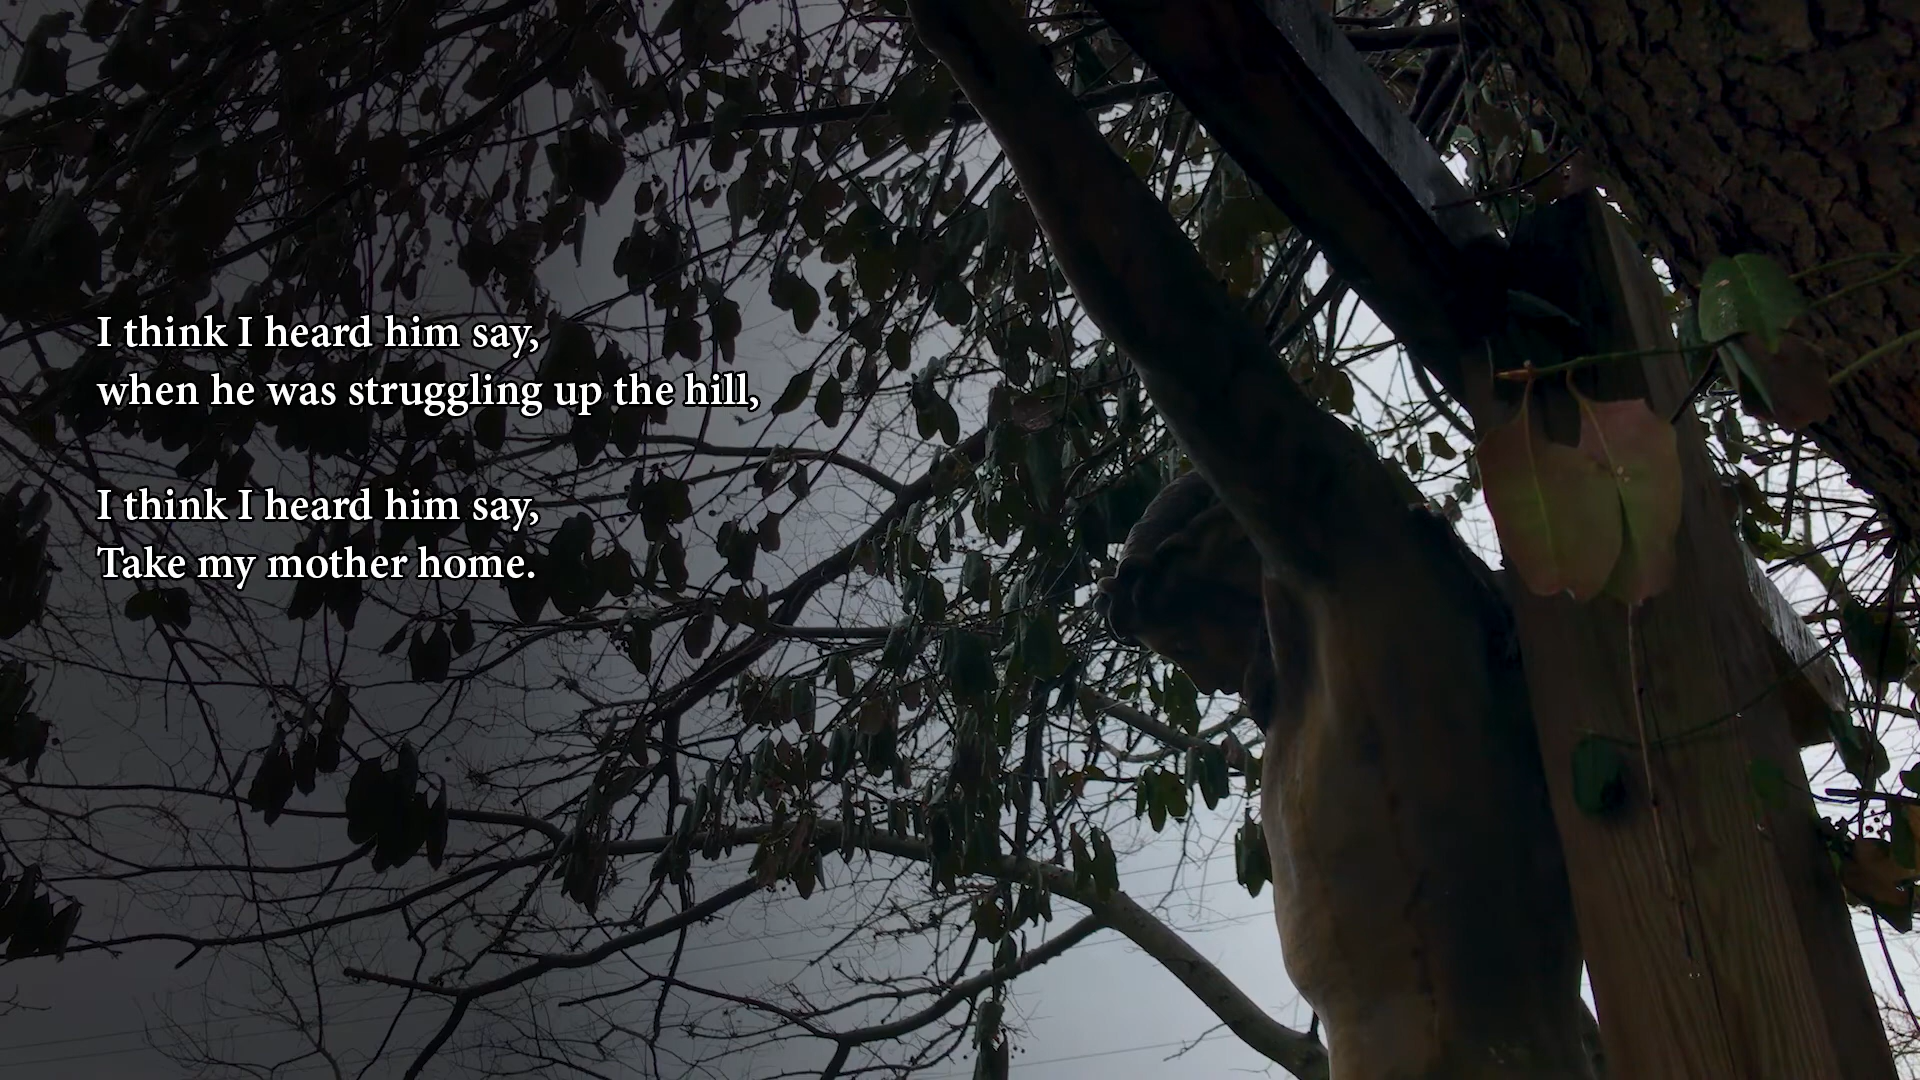 I think I heard him say,
when he was struggling up the hill,
I think I heard him say,
Take my mother home.